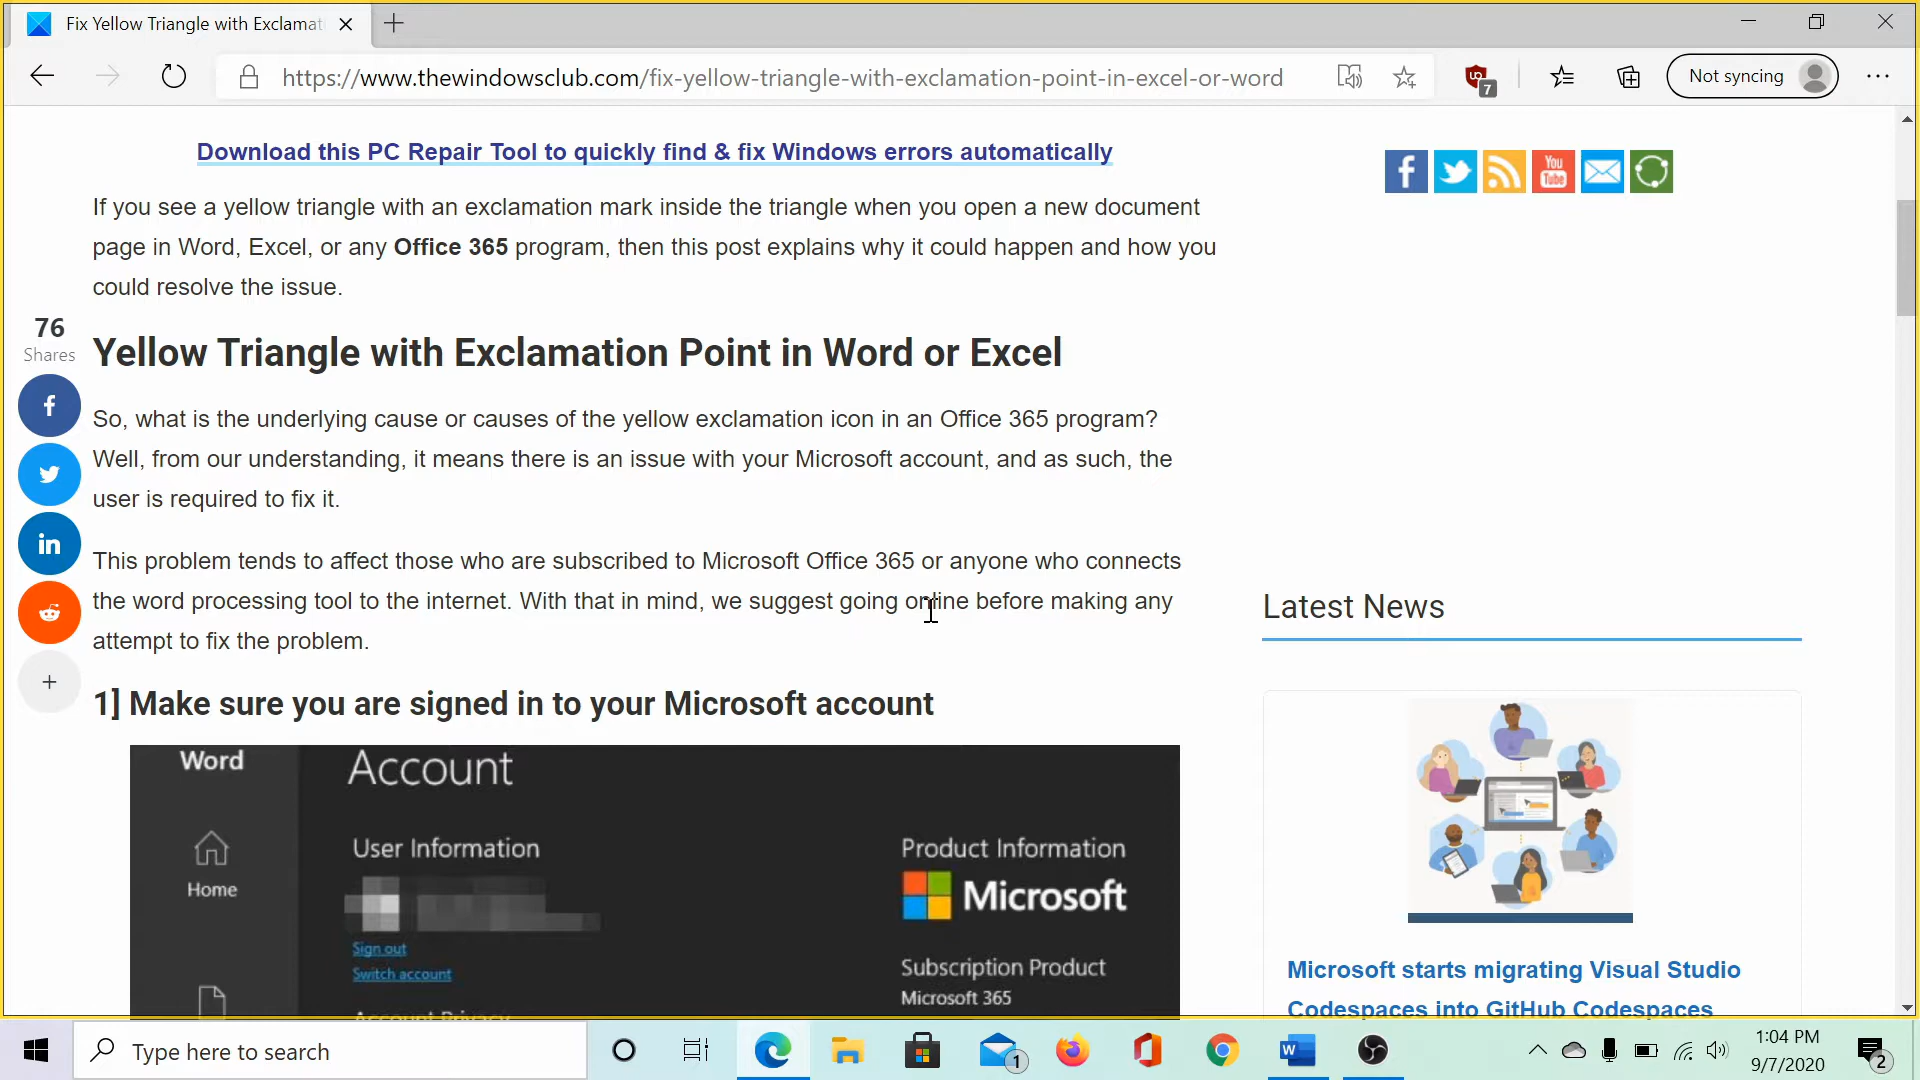 Fix Yellow Triangle with Exclamat
https://www.thewindowsclub.com/fix-yellow-triangle-with-exclamation-point-in-excel-or-word
7
Not syncing
Download this PC Repair Tool to quickly find & fix Windows errors automatically
If you see a yellow triangle with an exclamation mark inside the triangle when you open a new document
page in Word, Excel, or any Office 365 program, then this post explains why it could happen and how you
could resolve the issue.
You
Tube
76
Shares
Yellow Triangle with Exclamation Point in Word or Excel
So, what is the underlying cause or causes of the yellow exclamation icon in an Office 365 program?
Well, from our understanding, it means there is an issue with your Microsoft account, and as such, the
user is required to fix it.
This problem tends to affect those who are subscribed to Microsoft Office 365 or anyone who connects
the word processing tool to the internet. With that in mind, we suggest going online before making any
attempt to fix the problem.
1] Make sure you are signed in to your Microsoft account
Word
Home
Account
User Information
Sign out
Switch account
Account Privacy
Product Information
Microsoft
Subscription Product
Microsoft 365
Latest News
Microsoft starts migrating Visual Studio
Codespaces into GitHub Codespaces
Type here to search
1
1:04 PM
9/7/2020
2